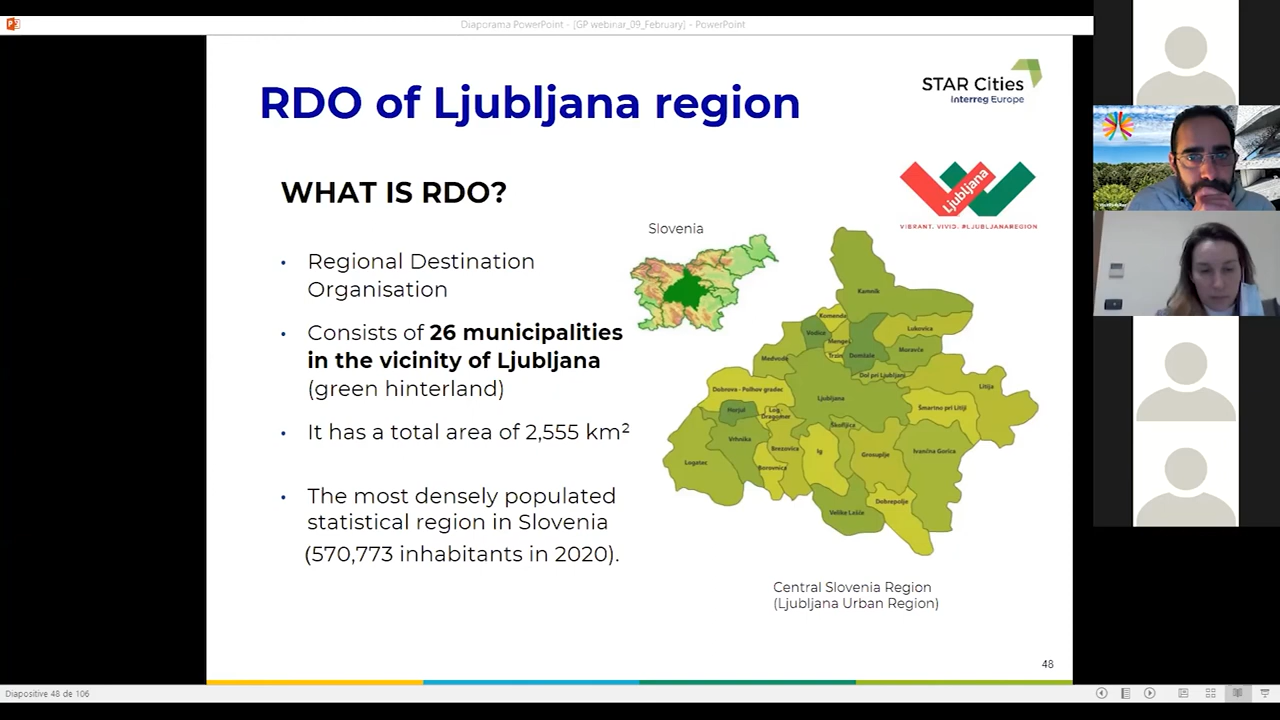 Diaporama PowerPoint - [GP webinar_09_February] - PowerPoint
RDO of Ljubljana region
STAR Cities
Interreg Europe
WHAT IS RDO?
Ljubljana
VIBRANT. VIVID. #LJUBLJANAREGION
Slovenia
• Regional Destination
Organisation
• Consists of 26 municipalities
in the vicinity of Ljubljana
(green hinterland)
• It has a total area of 2,555 km²
• The most densely populated
statistical region in Slovenia
(570,773 inhabitants in 2020).
Kamnik
Komenda
Lukovica
Vodice
Mengeš
Moravče
Trzin
Domžale
Medvode
Dol pri Ljubljani
Litija
Dobrova - Polhov gradec
Ljubljana
Šmartno pri Litiji
Horjul
Log -
Dragomer
Škofljica
Vrhnika
Brezovica
Ig
Grosuplje
Ivančna Gorica
Logatec
Borovnica
Dobrepolje
Velike Lašče
Central Slovenia Region
(Ljubljana Urban Region)
48
Diapositive 48 de 106